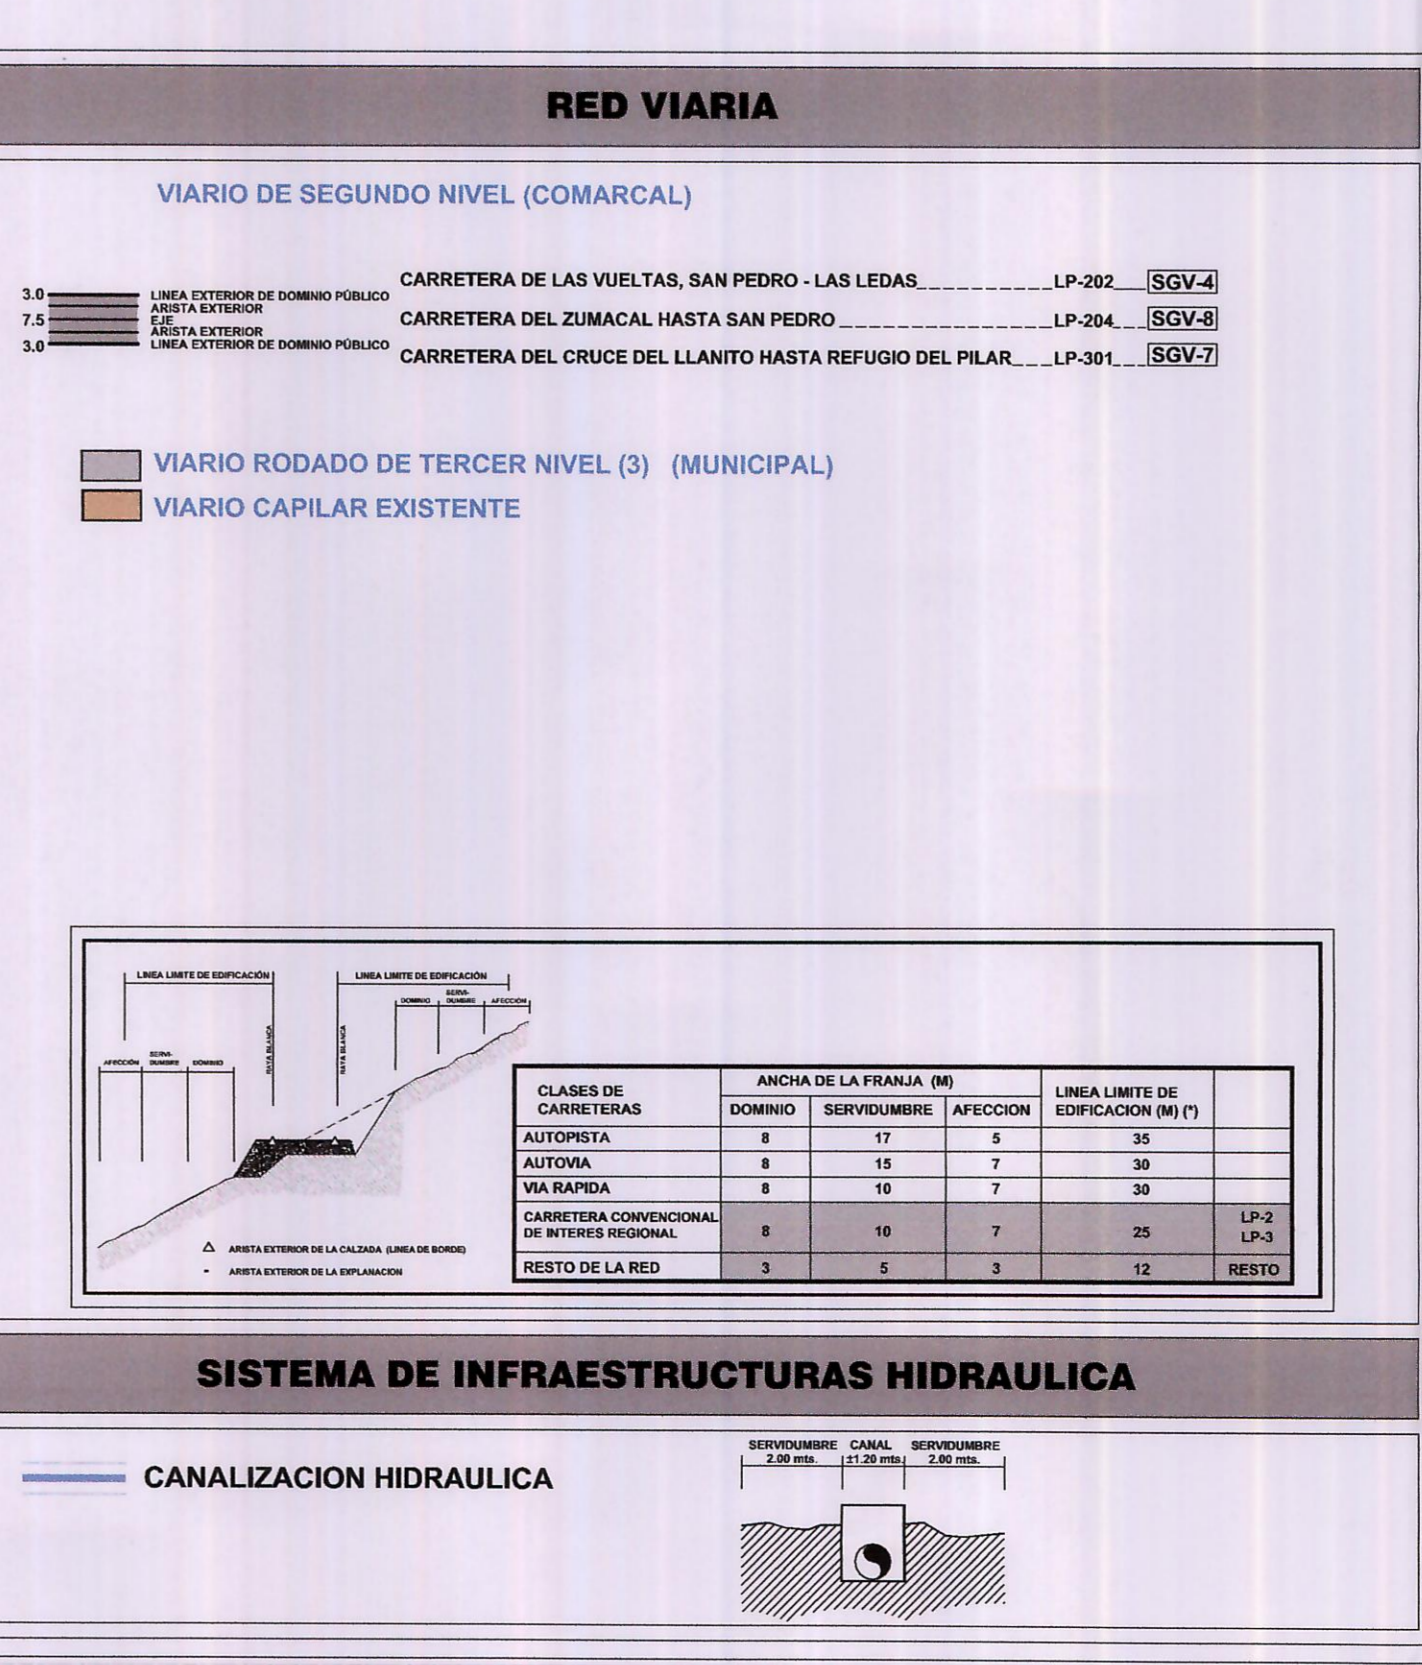 RED VIARIA
VIARIO DE SEGUNDO NIVEL (COMARCAL)
3.0
7.5
3.0
LINEA EXTERIOR DE DOMINIO PÚBLICO
ARISTA EXTERIOR
EJE
ARISTA EXTERIOR
LINEA EXTERIOR DE DOMINIO PÚBLICO
CARRETERA DE LAS VUELTAS, SAN PEDRO - LAS LEDAS__________LP-202___SGV-4
CARRETERA DEL ZUMACAL HASTA SAN PEDRO________________LP-204___SGV-8
CARRETERA DEL CRUCE DEL LLANITO HASTA REFUGIO DEL PILAR___LP-301___SGV-7
VIARIO RODADO DE TERCER NIVEL (3) (MUNICIPAL)
VIARIO CAPILAR EXISTENTE
LINEA LIMITE DE EDIFICACIÓN
LINEA LIMITE DE EDIFICACIÓN
DOMINIO
SERVI-
DUMBRE
AFECCIÓN
RAYA BLANCA
RAYA BLANCA
AFECCIÓN
SERVI-
DUMBRE
DOMINIO
△ ARISTA EXTERIOR DE LA CALZADA (LINEA DE BORDE)
- ARISTA EXTERIOR DE LA EXPLANACION
CLASES DE
CARRETERAS
ANCHA DE LA FRANJA (M)
DOMINIO SERVIDUMBRE AFECCION
LINEA LIMITE DE
EDIFICACION (M) (*)
AUTOPISTA 8 17 5 35
AUTOVIA 8 15 7 30
VIA RAPIDA 8 10 7 30
CARRETERA CONVENCIONAL
DE INTERES REGIONAL 8 10 7 25
LP-2
LP-3
RESTO DE LA RED 3 5 3 12 RESTO
SISTEMA DE INFRAESTRUCTURAS HIDRAULICA
CANALIZACION HIDRAULICA
SERVIDUMBRE CANAL SERVIDUMBRE
2.00 mts. ±1.20 mts. 2.00 mts.